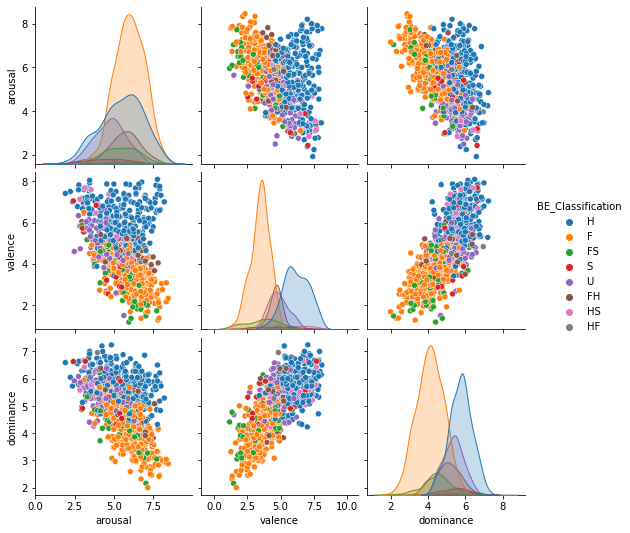 8
6
4
2
arousal
8
6
4
2
valence
7
6
5
4
3
2
dominance
0.0 2.5 5.0 7.5
arousal
0.0 2.5 5.0 7.5 10.0
valence
2 4 6 8
dominance
BE_Classification
H
F
FS
S
U
FH
HS
HF